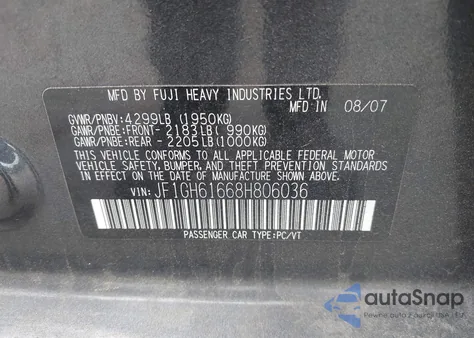 MFD BY FUJI HEAVY INDUSTRIES LTD.
MFD IN 08/07
GVWR/PNBV: 4299LB (1950KG)
GAWR/PNBE: FRONT- 2183LB ( 990KG)
GAWR/PNBE: REAR - 2205LB (1000KG)
THIS VEHICLE CONFORMS TO ALL APPLICABLE FEDERAL MOTOR
VEHICLE SAFETY, BUMPER, AND THEFT PREVENTION STANDARDS
IN EFFECT ON THE DATE OF MANUFACTURE SHOWN ABOVE.
VIN: JF1GH61668H806036
PASSENGER CAR TYPE:PC/VT
autoSnap
Pewne auta z